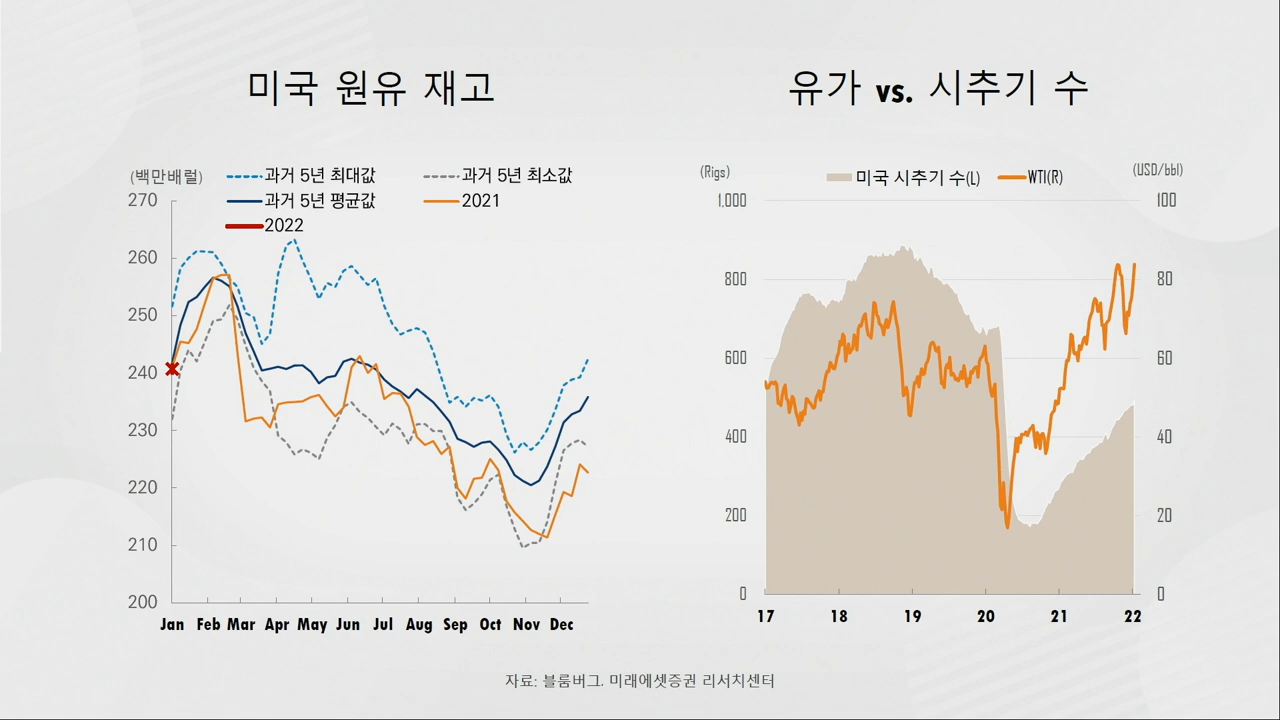 미국 원유 재고
유가 vs. 시추기 수
(백만배럴)
과거 5년 최대값
과거 5년 최소값
과거 5년 평균값
2021
2022
270
260
250
240
230
220
210
200
Jan Feb Mar Apr May Jun Jul Aug Sep Oct Nov Dec
(Rigs)
미국 시추기 수(L)
WTI(R)
(USD/bbl)
1,000
800
600
400
200
0
100
80
60
40
20
0
17 18 19 20 21 22
자료: 블룸버그. 미래에셋증권 리서치센터